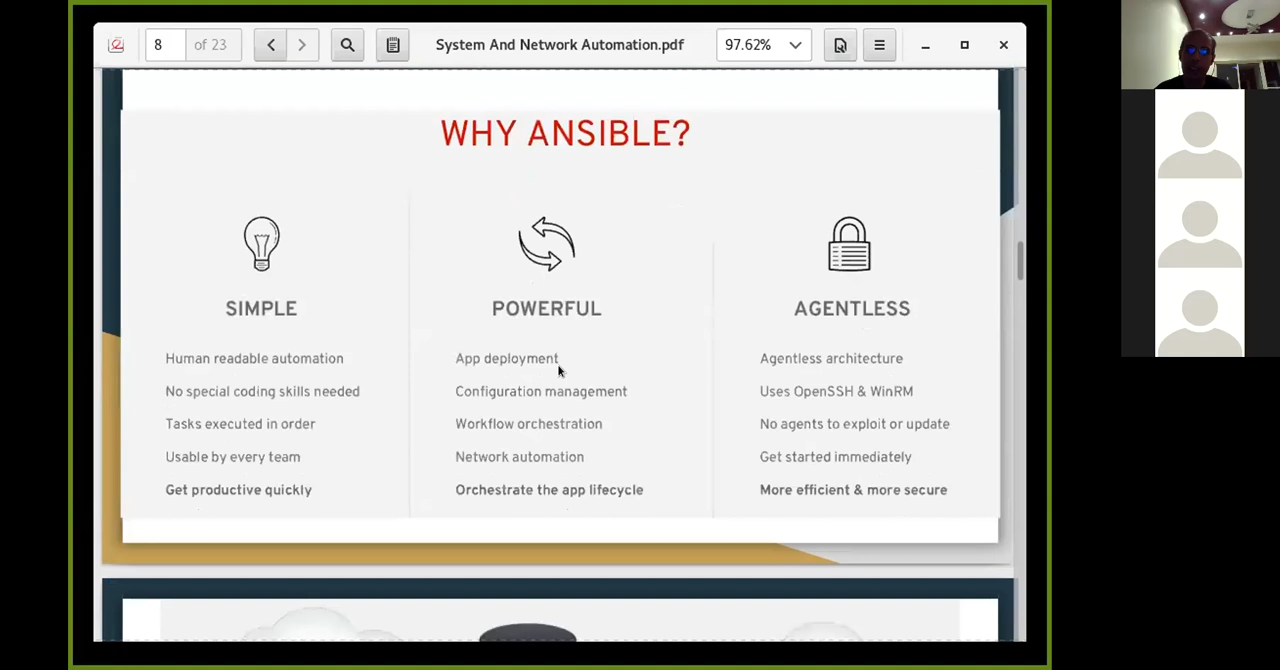 8 of 23 System And Network Automation.pdf 97.62%
WHY ANSIBLE?
SIMPLE
Human readable automation
No special coding skills needed
Tasks executed in order
Usable by every team
Get productive quickly
POWERFUL
App deployment
Configuration management
Workflow orchestration
Network automation
Orchestrate the app lifecycle
AGENTLESS
Agentless architecture
Uses OpenSSH & WinRM
No agents to exploit or update
Get started immediately
More efficient & more secure